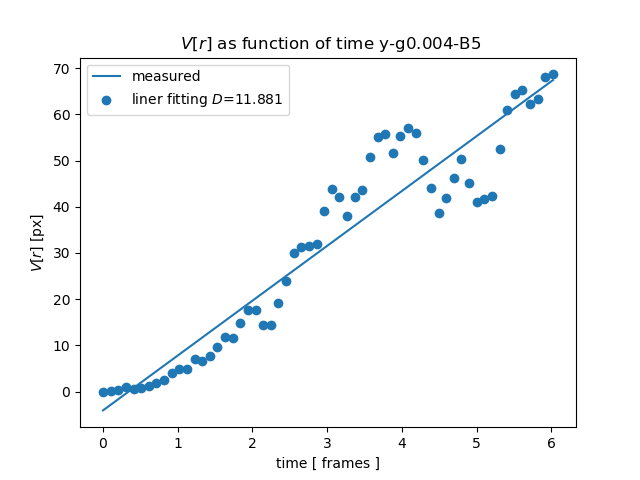 V[r] as function of time y-g0.004-B5
measured
liner fitting D=11.881
70
60
50
40
30
20
10
0
V[r] [px]
0 1 2 3 4 5 6
time [ frames ]